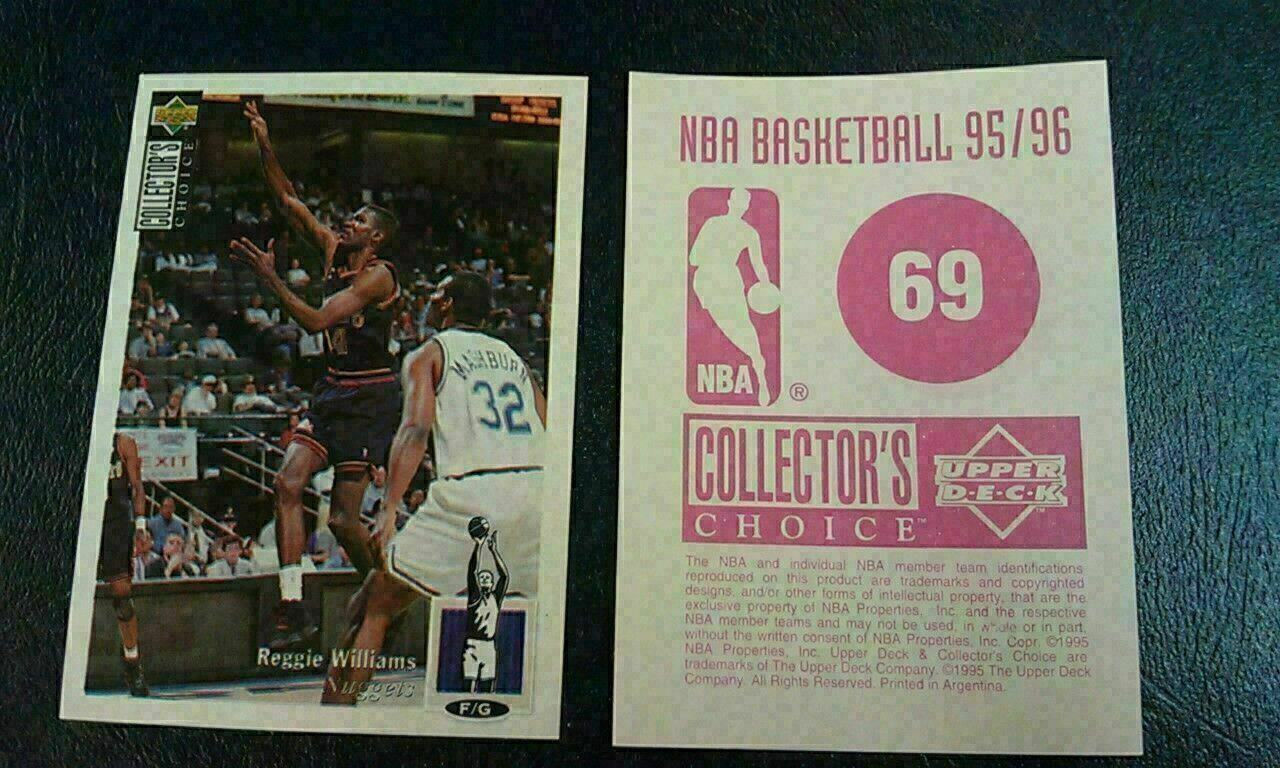 COLLECTOR'S
CHOICE
EXIT
MASHBURN
32
Reggie Williams
Nuggets
F/G
NBA BASKETBALL 95/96
69
NBA
®
COLLECTOR'S
CHOICE™
UPPER
D·E·C·K
™
The NBA and individual NBA member team identifications
reproduced on this product are trademarks and copyrighted
designs, and/or other forms of intellectual property, that are the
exclusive property of NBA Properties, Inc. and the respective
NBA member teams and may not be used, in whole or in part,
without the written consent of NBA Properties, Inc. Copr. ©1995
NBA Properties, Inc. Upper Deck & Collector's Choice are
trademarks of The Upper Deck Company. ©1995 The Upper Deck
Company. All Rights Reserved. Printed in Argentina.